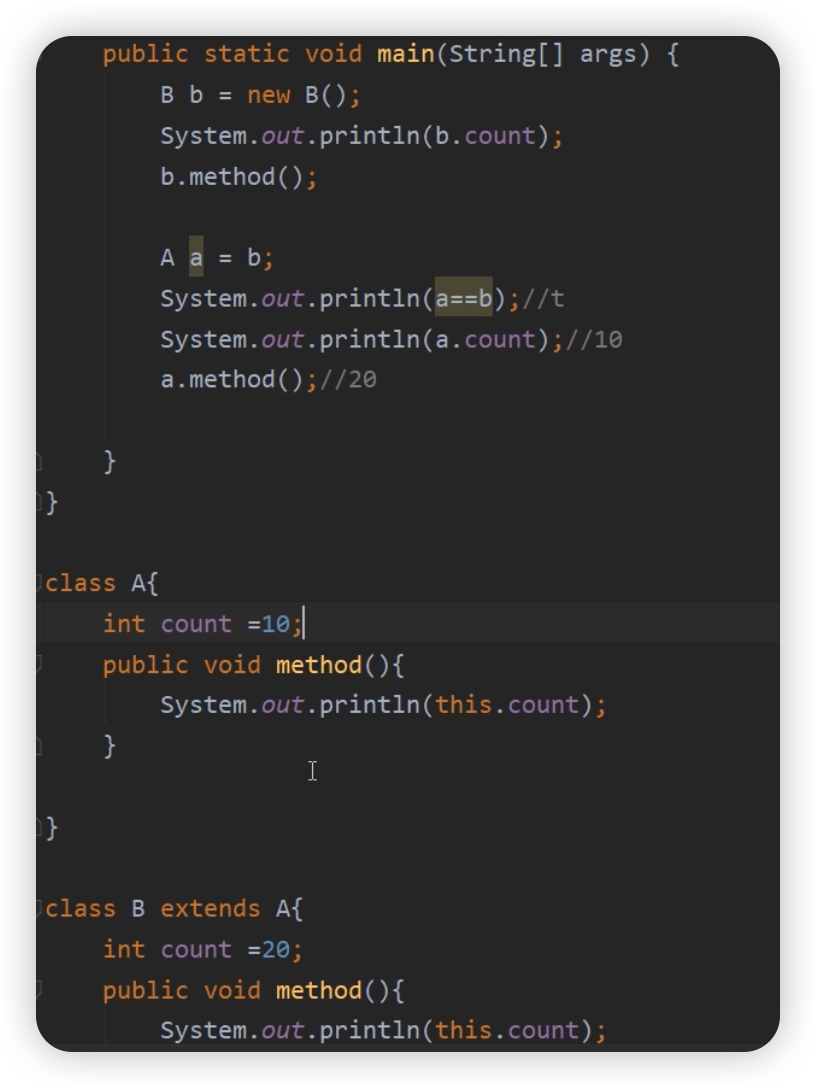 public static void main(String[] args) {
B b = new B();
System.out.println(b.count);
b.method();
A a = b;
System.out.println(a==b);//t
System.out.println(a.count);//10
a.method();//20
}
}
class A{
int count =10;
public void method(){
System.out.println(this.count);
}
}
class B extends A{
int count =20;
public void method(){
System.out.println(this.count);